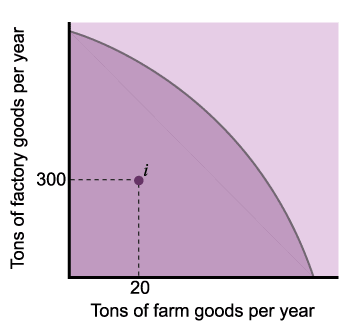 Tons of factory goods per year
i
300
20
Tons of farm goods per year